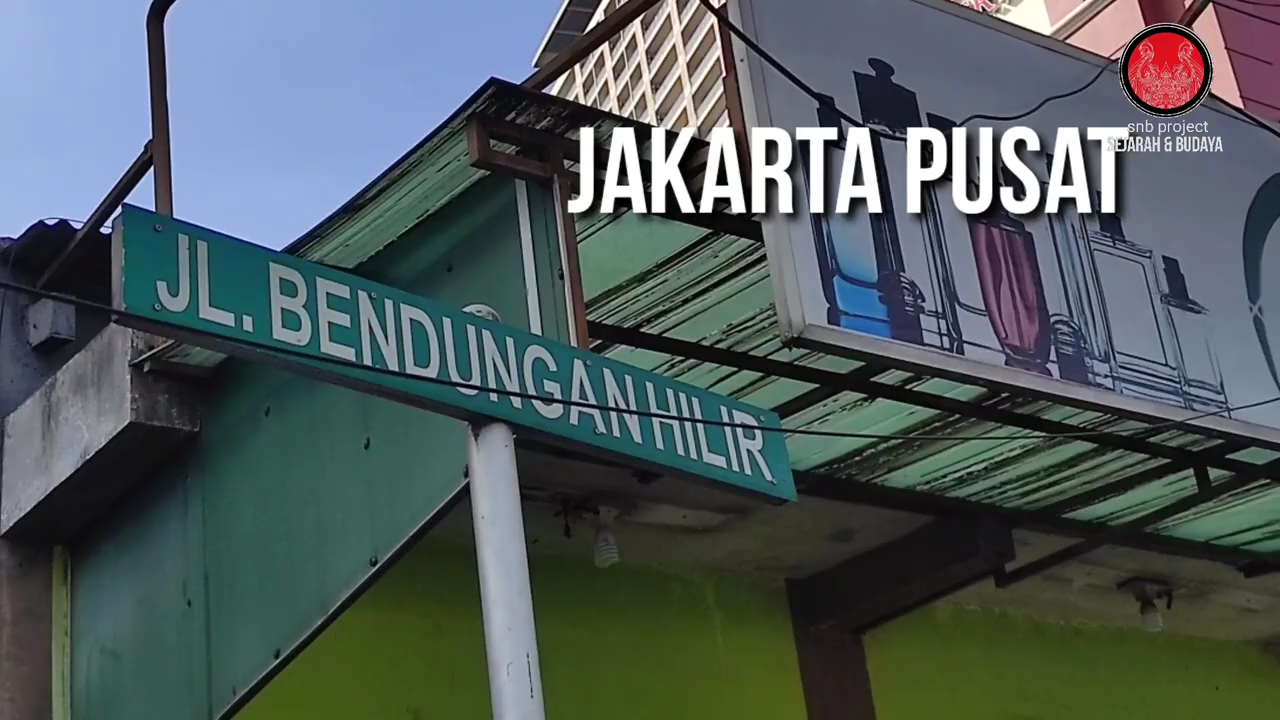 JAKARTA PUSAT
snb project
SEJARAH & BUDAYA
JL. BENDUNGAN HILIR